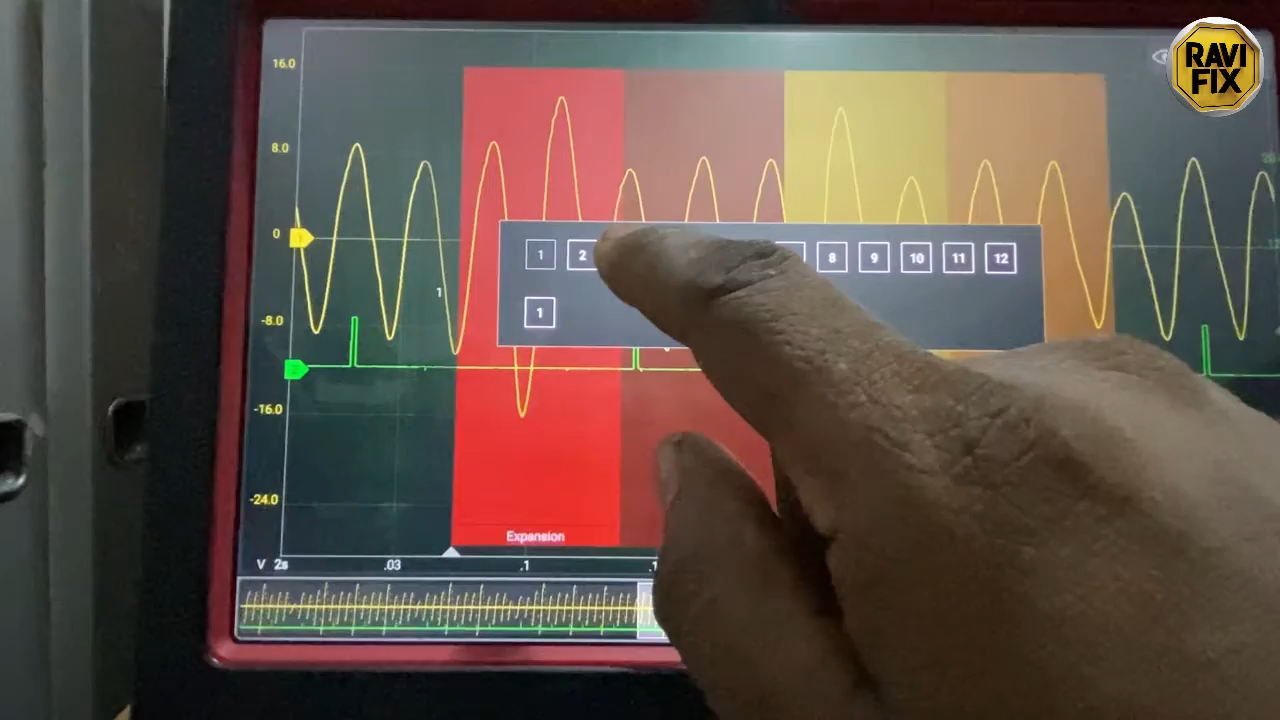 RAVI
FIX
16.0
8.0
0
-8.0
-16.0
-24.0
1
1 2 8 9 10 11 12
1
Expansion
V 2s .03 .1